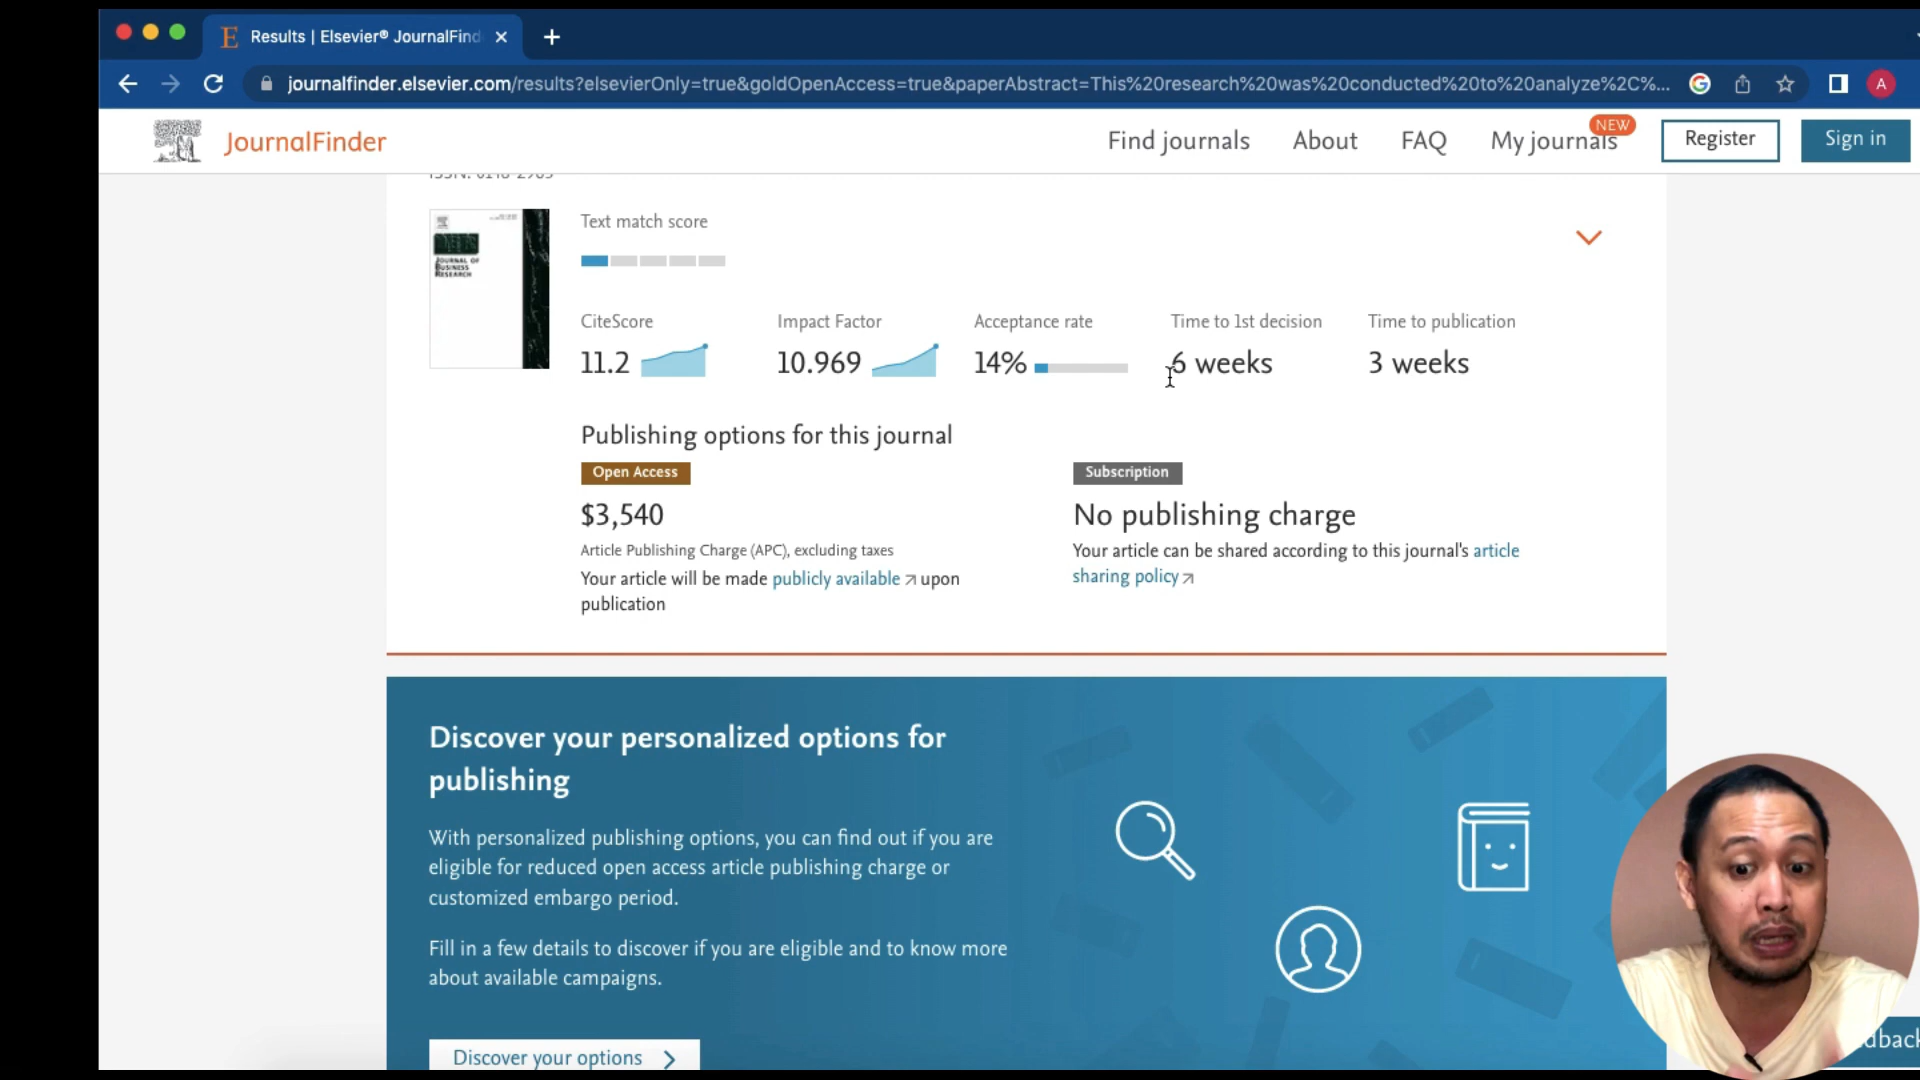 Results | Elsevier® JournalFind
journalfinder.elsevier.com/results?elsevierOnly=true&goldOpenAccess=true&paperAbstract=This%20research%20was%20conducted%20to%20analyze%2C%...
A
JournalFinder
Find journals
About
FAQ
My journals
NEW
Register
Sign in
JOURNAL OF
BUSINESS
RESEARCH
Text match score
CiteScore
11.2
Impact Factor
10.969
Acceptance rate
14%
Time to 1st decision
6 weeks
Time to publication
3 weeks
Publishing options for this journal
Open Access
$3,540
Article Publishing Charge (APC), excluding taxes
Your article will be made publicly available upon
publication
Subscription
No publishing charge
Your article can be shared according to this journal's article
sharing policy
Discover your personalized options for
publishing
With personalized publishing options, you can find out if you are
eligible for reduced open access article publishing charge or
customized embargo period.
Fill in a few details to discover if you are eligible and to know more
about available campaigns.
Discover your options
dback